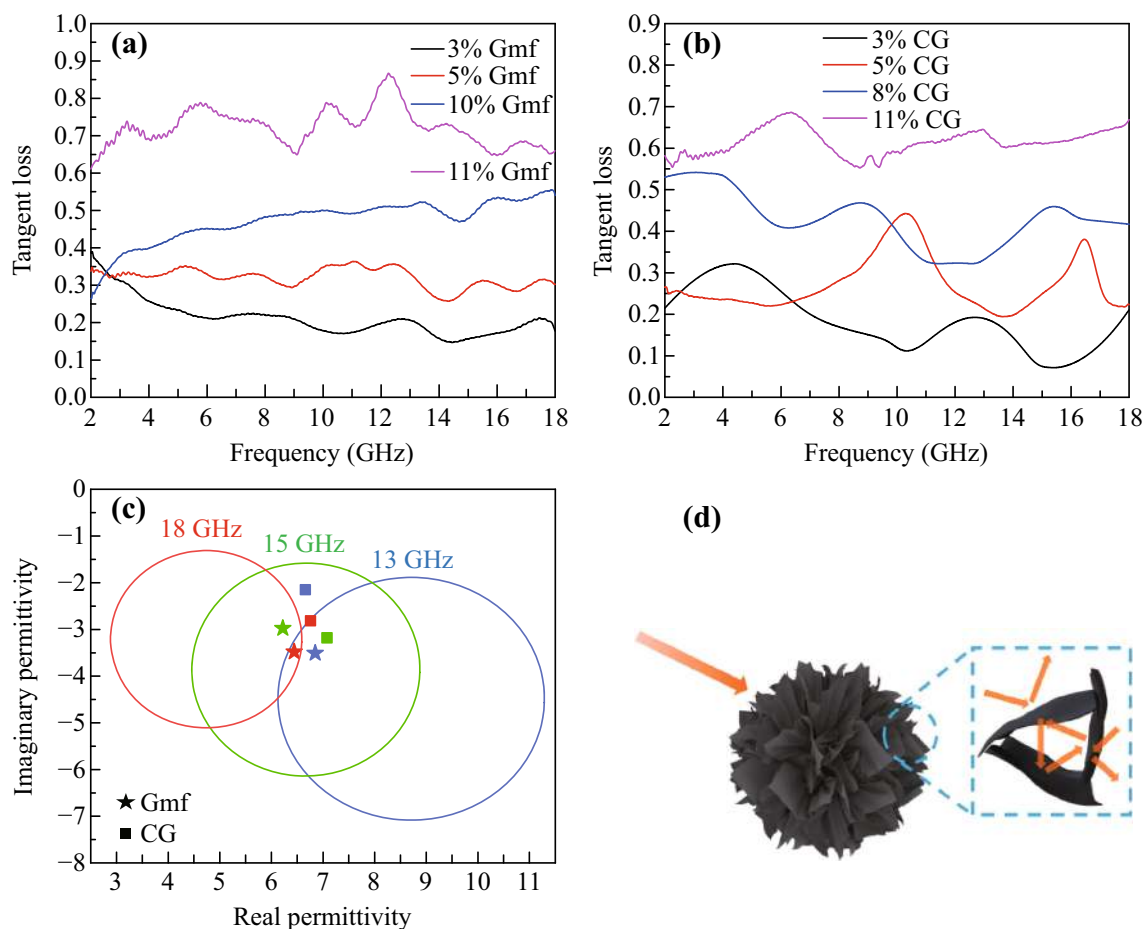 (a)
3% Gmf
5% Gmf
10% Gmf
11% Gmf
1.0
0.9
0.8
0.7
0.6
0.5
0.4
0.3
0.2
0.1
0.0
Tangent loss
2 4 6 8 10 12 14 16 18
Frequency (GHz)
(b)
3% CG
5% CG
8% CG
11% CG
0.9
0.8
0.7
0.6
0.5
0.4
0.3
0.2
0.1
0.0
Tangent loss
2 4 6 8 10 12 14 16 18
Frequency (GHz)
(c)
18 GHz
15 GHz
13 GHz
Gmf
CG
0
−1
−2
−3
−4
−5
−6
−7
−8
Imaginary permittivity
3 4 5 6 7 8 9 10 11
Real permittivity
(d)